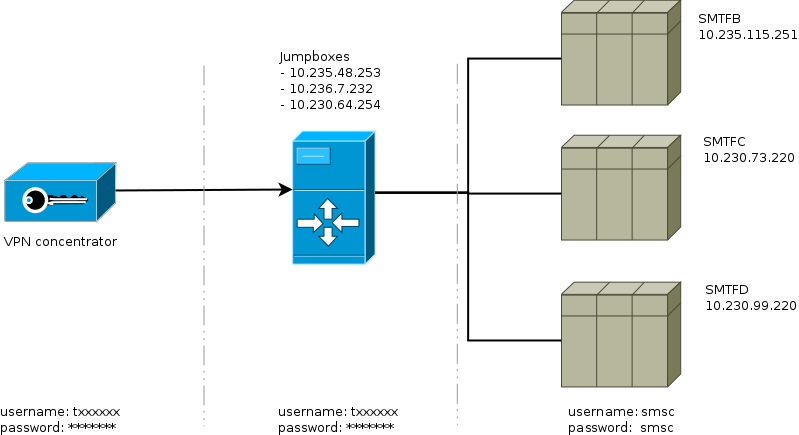 SMTFB
10.235.115.251
Jumpboxes
- 10.235.48.253
- 10.236.7.232
- 10.230.64.254
SMTFC
10.230.73.220
VPN concentrator
SMTFD
10.230.99.220
username: txxxxxx
password: *******
username: txxxxxx
password: *******
username: smsc
password:  smsc